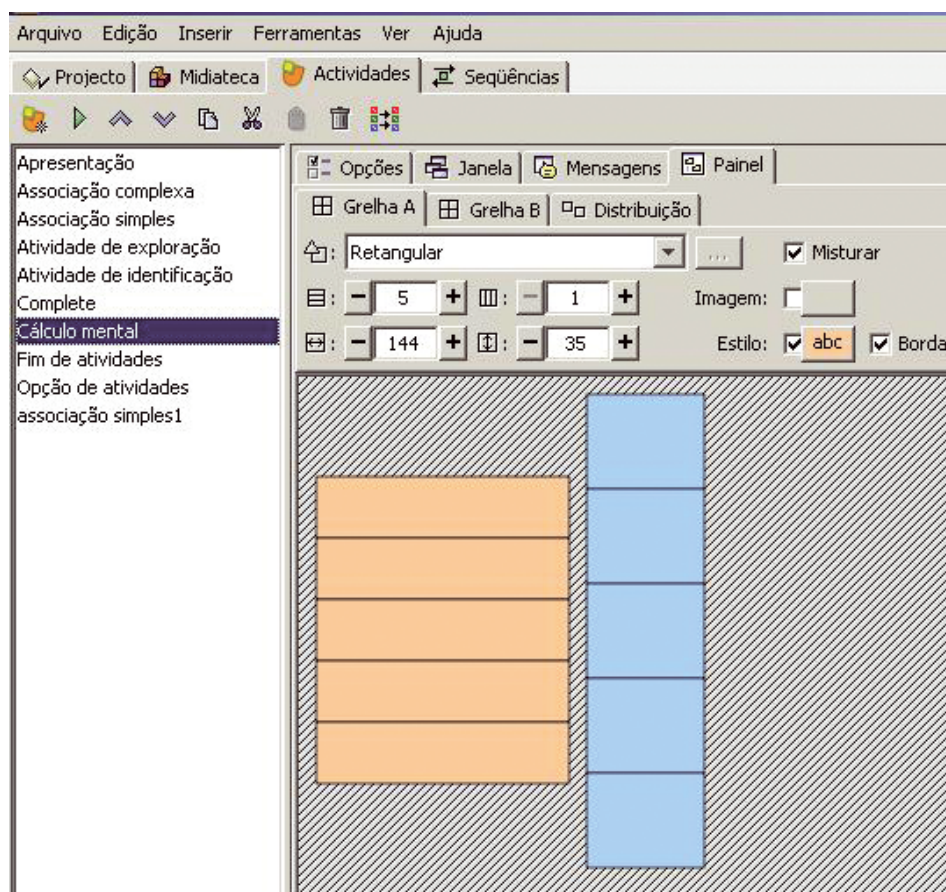 Arquivo Edição Inserir Ferramentas Ver Ajuda
Projecto Midiateca Actividades Seqüências
Apresentação
Associação complexa
Associação simples
Atividade de exploração
Atividade de identificação
Complete
Cálculo mental
Fim de atividades
Opção de atividades
associação simples1
Opções Janela Mensagens Painel
Grelha A Grelha B Distribuição
: Retangular ... Misturar
: - 5 + : - 1 + Imagem:
: - 144 + : - 35 + Estilo: abc Borda